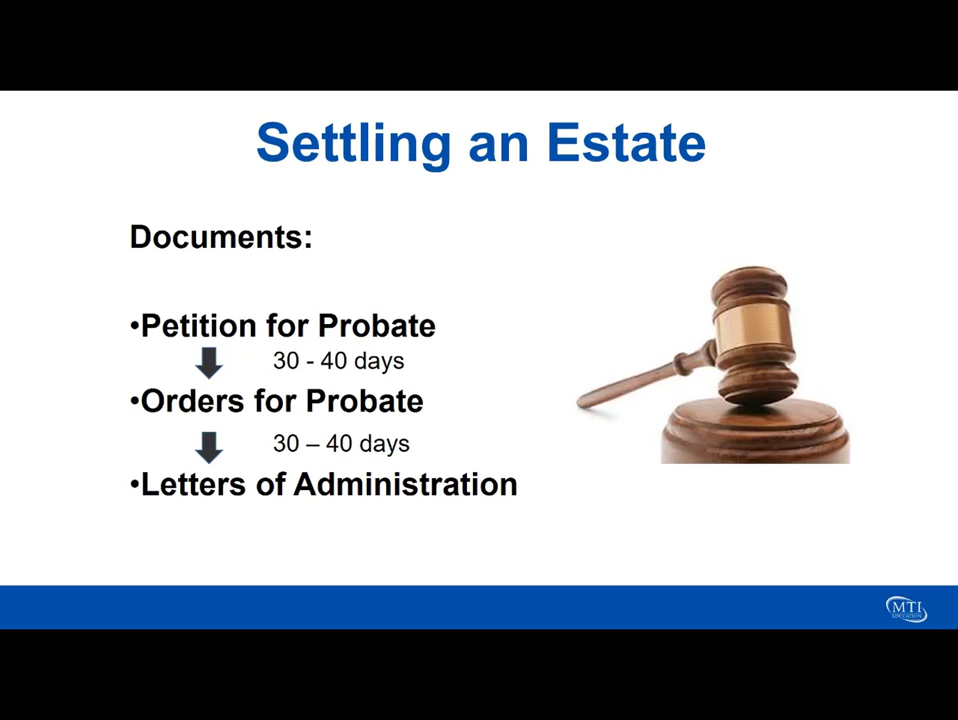 Settling an Estate
Documents:
•Petition for Probate
30 - 40 days
•Orders for Probate
30 – 40 days
•Letters of Administration
MTI
EDUCATION